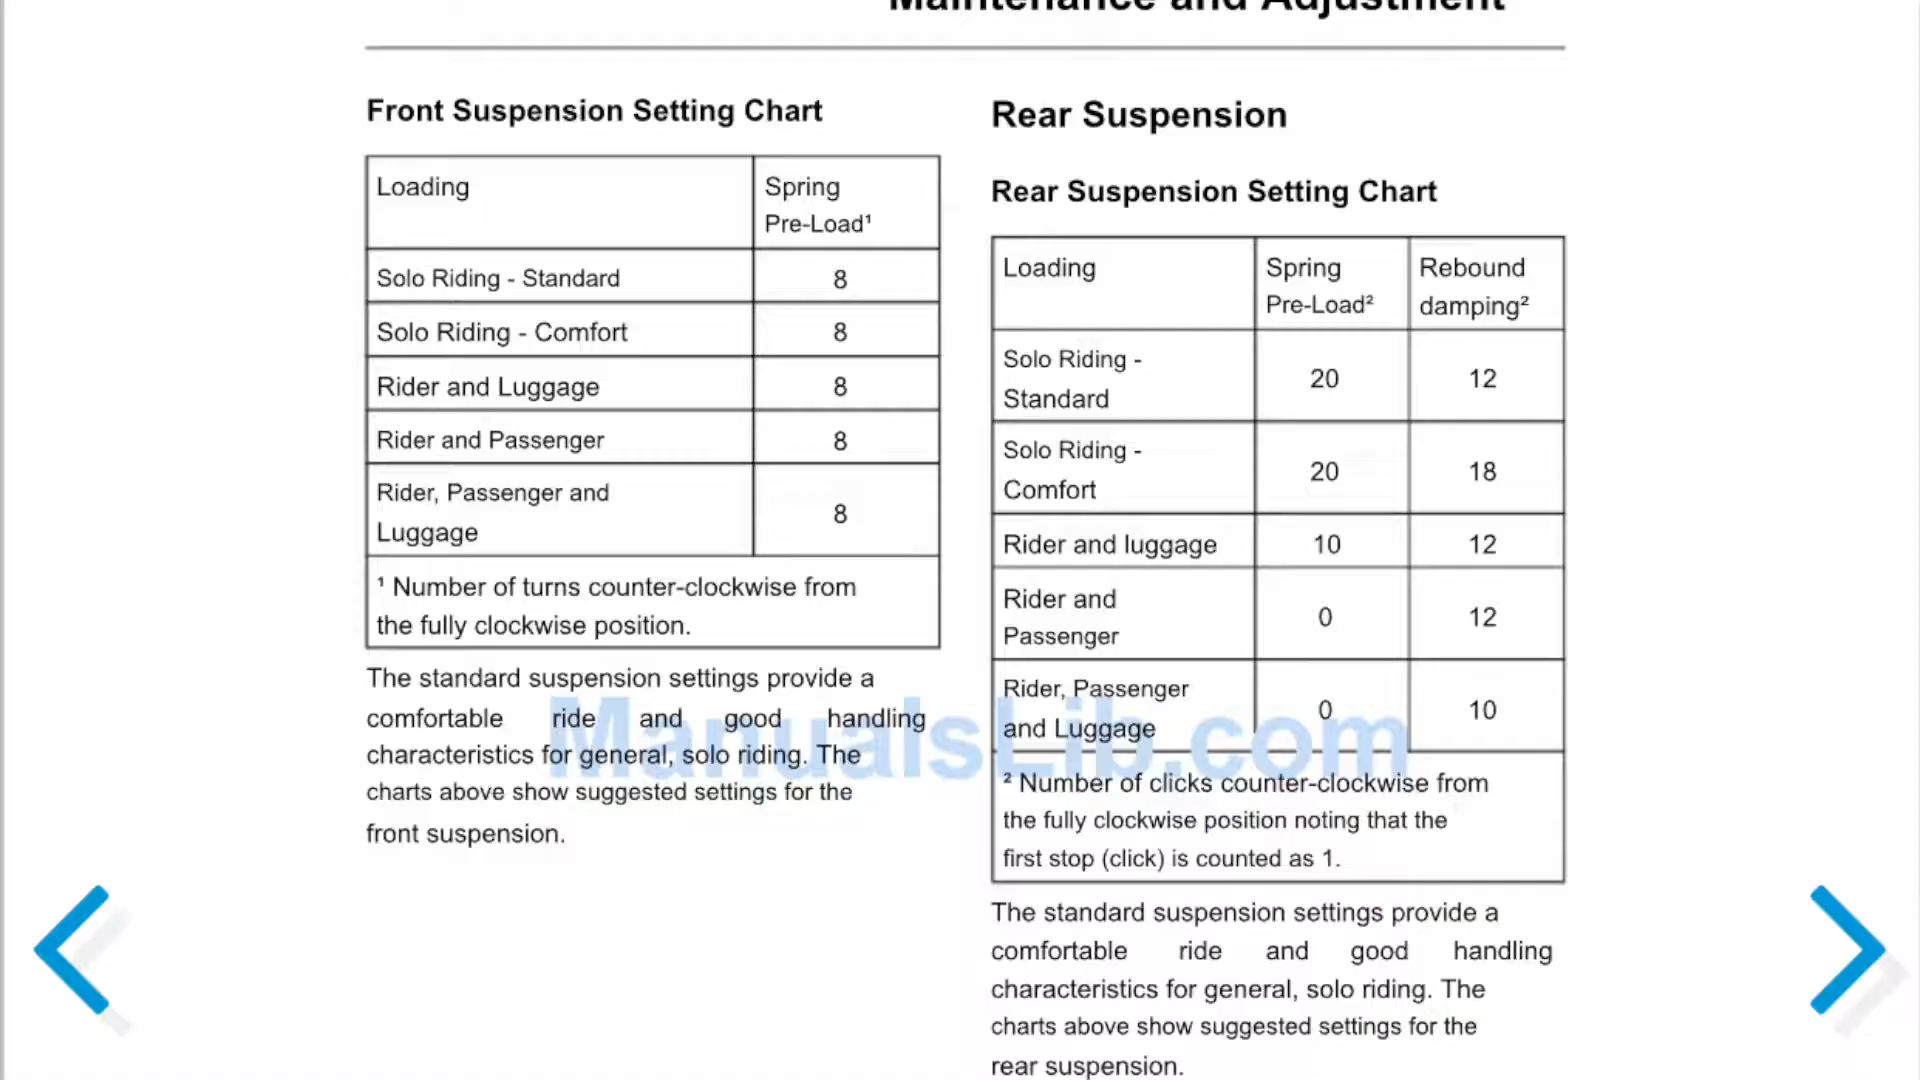 Maintenance and Adjustment
Front Suspension Setting Chart
Loading
Spring
Pre-Load¹
Solo Riding - Standard
8
Solo Riding - Comfort
8
Rider and Luggage
8
Rider and Passenger
8
Rider, Passenger and
Luggage
8
¹ Number of turns counter-clockwise from
the fully clockwise position.
The standard suspension settings provide a
comfortable ride and good handling
characteristics for general, solo riding. The
charts above show suggested settings for the
front suspension.
Rear Suspension
Rear Suspension Setting Chart
Loading
Spring
Pre-Load²
Rebound
damping²
Solo Riding -
Standard
20
12
Solo Riding -
Comfort
20
18
Rider and luggage
10
12
Rider and
Passenger
0
12
Rider, Passenger
and Luggage
0
10
² Number of clicks counter-clockwise from
the fully clockwise position noting that the
first stop (click) is counted as 1.
The standard suspension settings provide a
comfortable ride and good handling
characteristics for general, solo riding. The
charts above show suggested settings for the
rear suspension.
ManualsLib.com